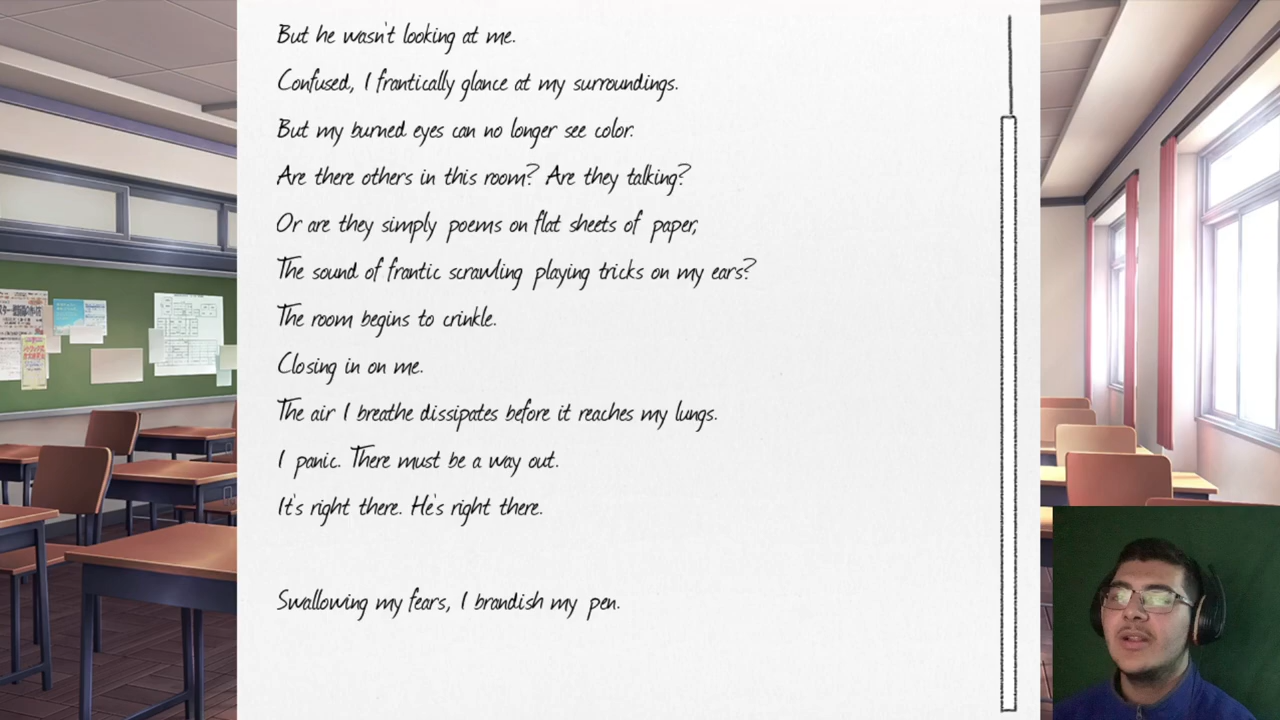 But he wasn't looking at me.
Confused, I frantically glance at my surroundings.
But my burned eyes can no longer see color.
Are there others in this room? Are they talking?
Or are they simply poems on flat sheets of paper,
The sound of frantic scrawling playing tricks on my ears?
The room begins to crinkle.
Closing in on me.
The air I breathe dissipates before it reaches my lungs.
I panic. There must be a way out.
It's right there. He's right there.
Swallowing my fears, I brandish my pen.